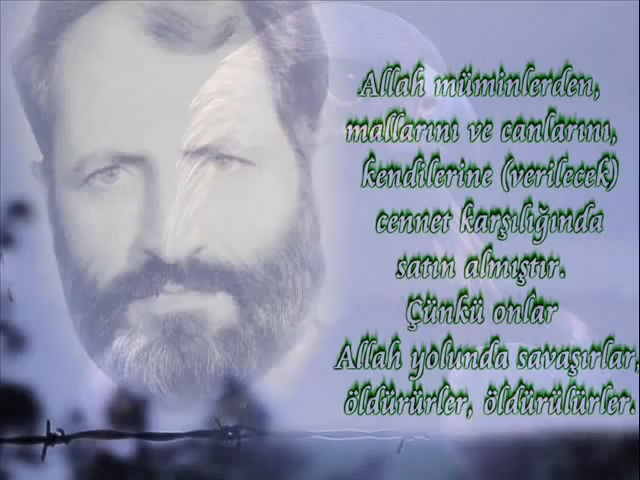 Allah müminlerden,
mallarını ve canlarını,
kendilerine (verilecek)
cennet karşılığında
satın almıştır.
Çünkü onlar
Allah yolunda savaşırlar,
öldürürler, öldürülürler.